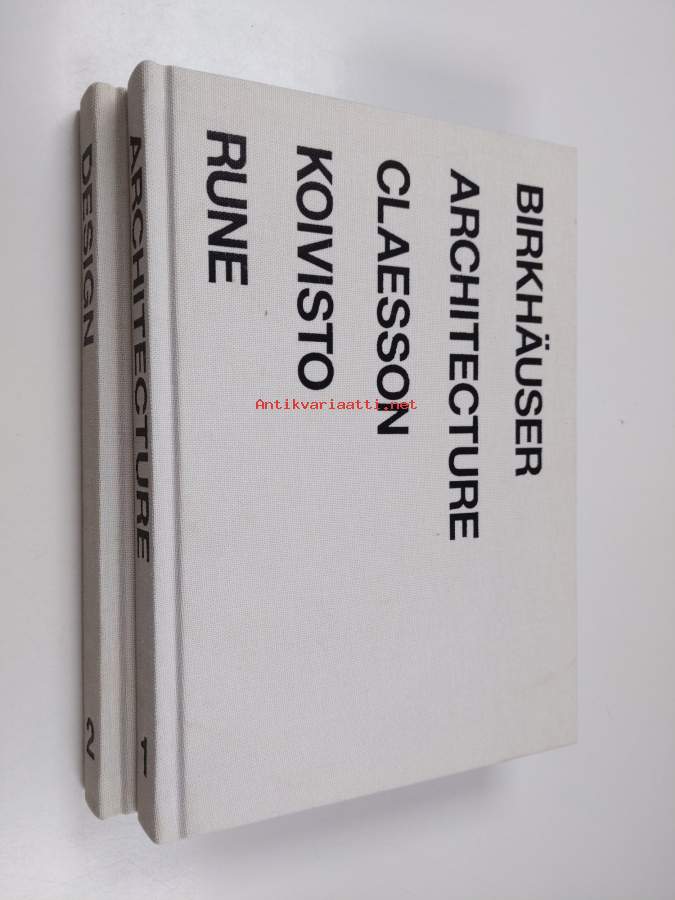 BIRKHÄUSER
ARCHITECTURE
CLAESSON
KOIVISTO
RUNE
ARCHITECTURE 1
DESIGN 2
Antikvariaatti.net